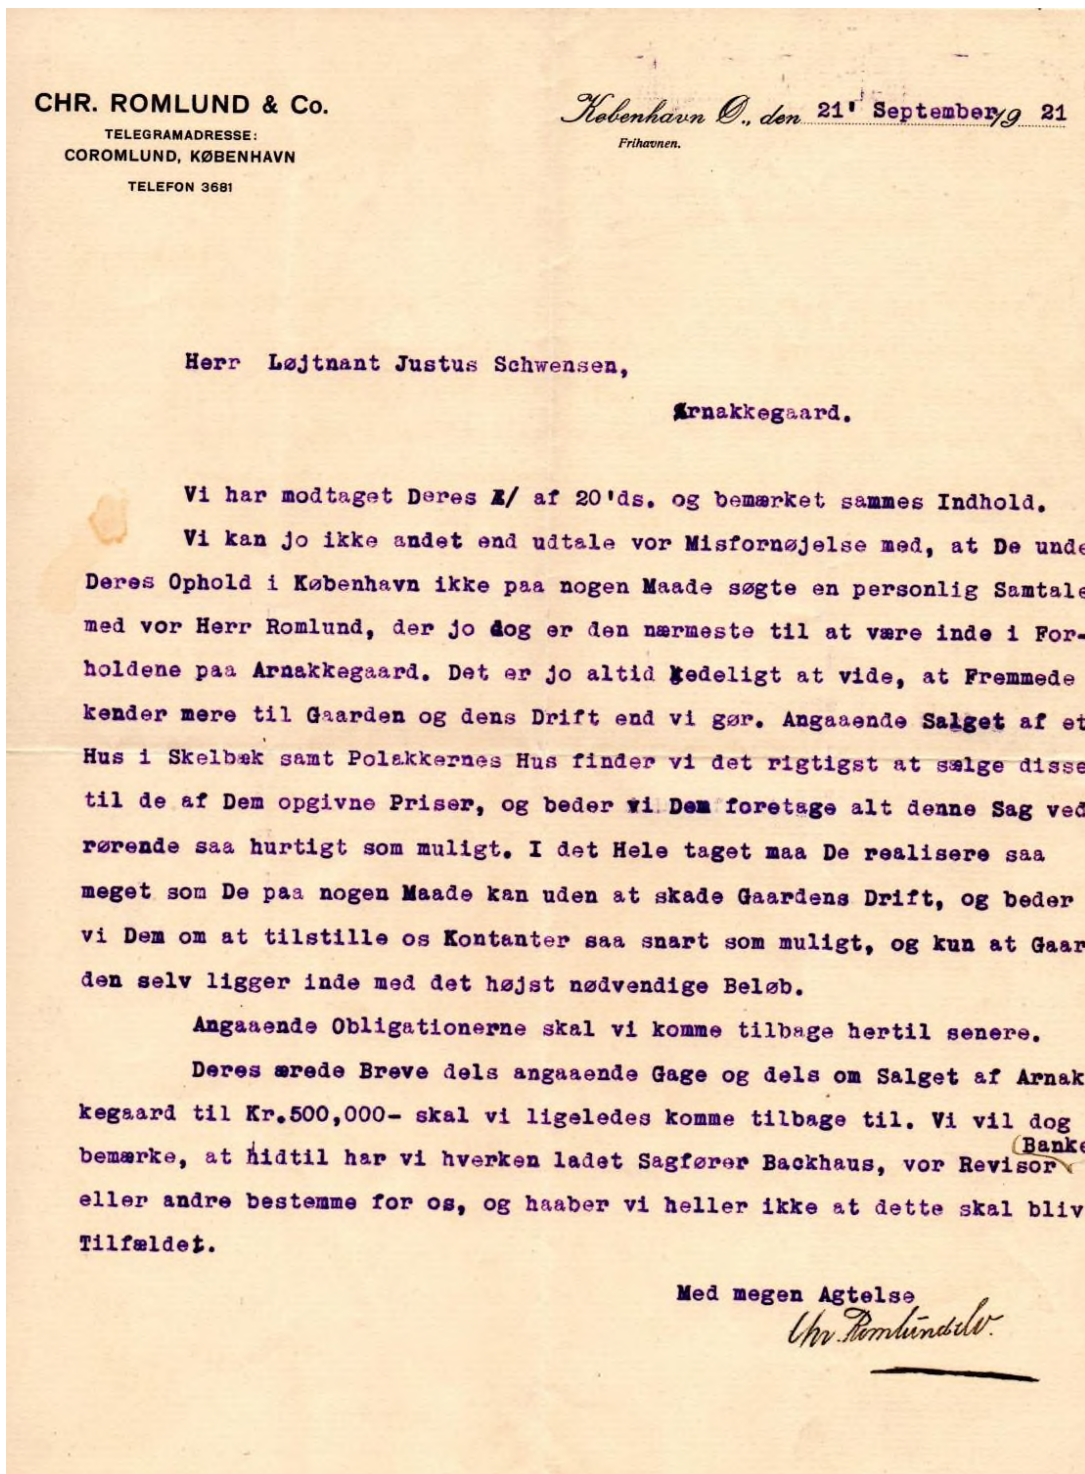 CHR. ROMLUND & Co.
TELEGRAMADRESSE:
COROMLUND, KØBENHAVN
TELEFON 3681
København Ø., den 21' September 19 21
Frihavnen.
Herr Løjtnant Justus Schwensen,
Arnakkegaard.
Vi har modtaget Deres / af 20'ds. og bemærket sammes Indhold.
Vi kan jo ikke andet end udtale vor Misfornøjelse med, at De unde
Deres Ophold i København ikke paa nogen Maade søgte en personlig Samtale
med vor Herr Romlund, der jo dog er den nærmeste til at være inde i For-
holdene paa Arnakkegaard. Det er jo altid kedeligt at vide, at Fremmede
kender mere til Gaarden og dens Drift end vi gør. Angaaende Salget af et
Hus i Skelbæk samt Polakkernes Hus finder vi det rigtigst at sælge disse
til de af Dem opgivne Priser, og beder vi Dem foretage alt denne Sag ved
rørende saa hurtigt som muligt. I det Hele taget maa De realisere saa
meget som De paa nogen Maade kan uden at skade Gaardens Drift, og beder
vi Dem om at tilstille os Kontanter saa snart som muligt, og kun at Gaar
den selv ligger inde med det højst nødvendige Beløb.
Angaaende Obligationerne skal vi komme tilbage hertil senere.
Deres ærede Breve dels angaaende Gage og dels om Salget af Arnak
kegaard til Kr.500,000- skal vi ligeledes komme tilbage til. Vi vil dog
(Banke
bemærke, at hidtil har vi hverken ladet Sagfører Backhaus, vor Revisor
eller andre bestemme for os, og haaber vi heller ikke at dette skal bliv
Tilfældet.
Med megen Agtelse
Chr. Romlund & Co.